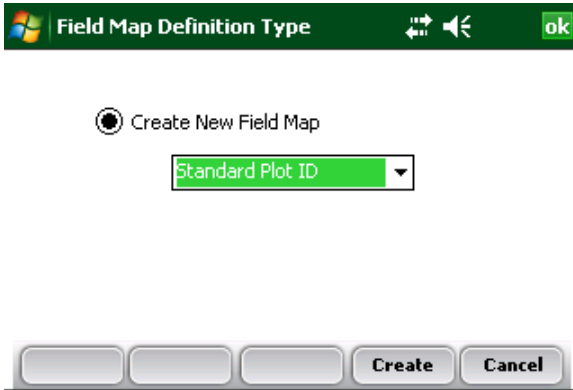 Field Map Definition Type ok
Create New Field Map
Standard Plot ID
Create Cancel